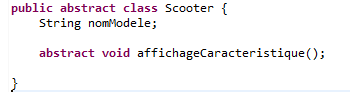 public abstract class Scooter {
    String nomModele;
    abstract void affichageCaracteristique();
}